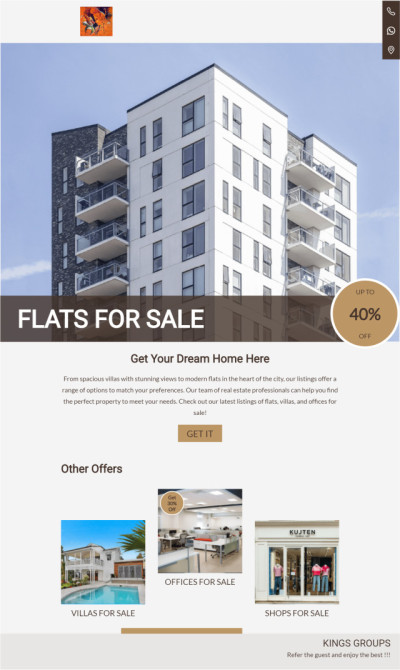 FLATS FOR SALE
UP TO
40%
OFF
Get Your Dream Home Here
From spacious villas with stunning views to modern flats in the heart of the city, our listings offer a
range of options to match your preferences. Our team of real estate professionals can help you find
the perfect property to meet your needs. Check out our latest listings of flats, villas, and offices for
sale!
GET IT
Other Offers
Get
30%
Off
KUJTEN
OFFICES FOR SALE
VILLAS FOR SALE
SHOPS FOR SALE
KINGS GROUPS
Refer the guest and enjoy the best !!!